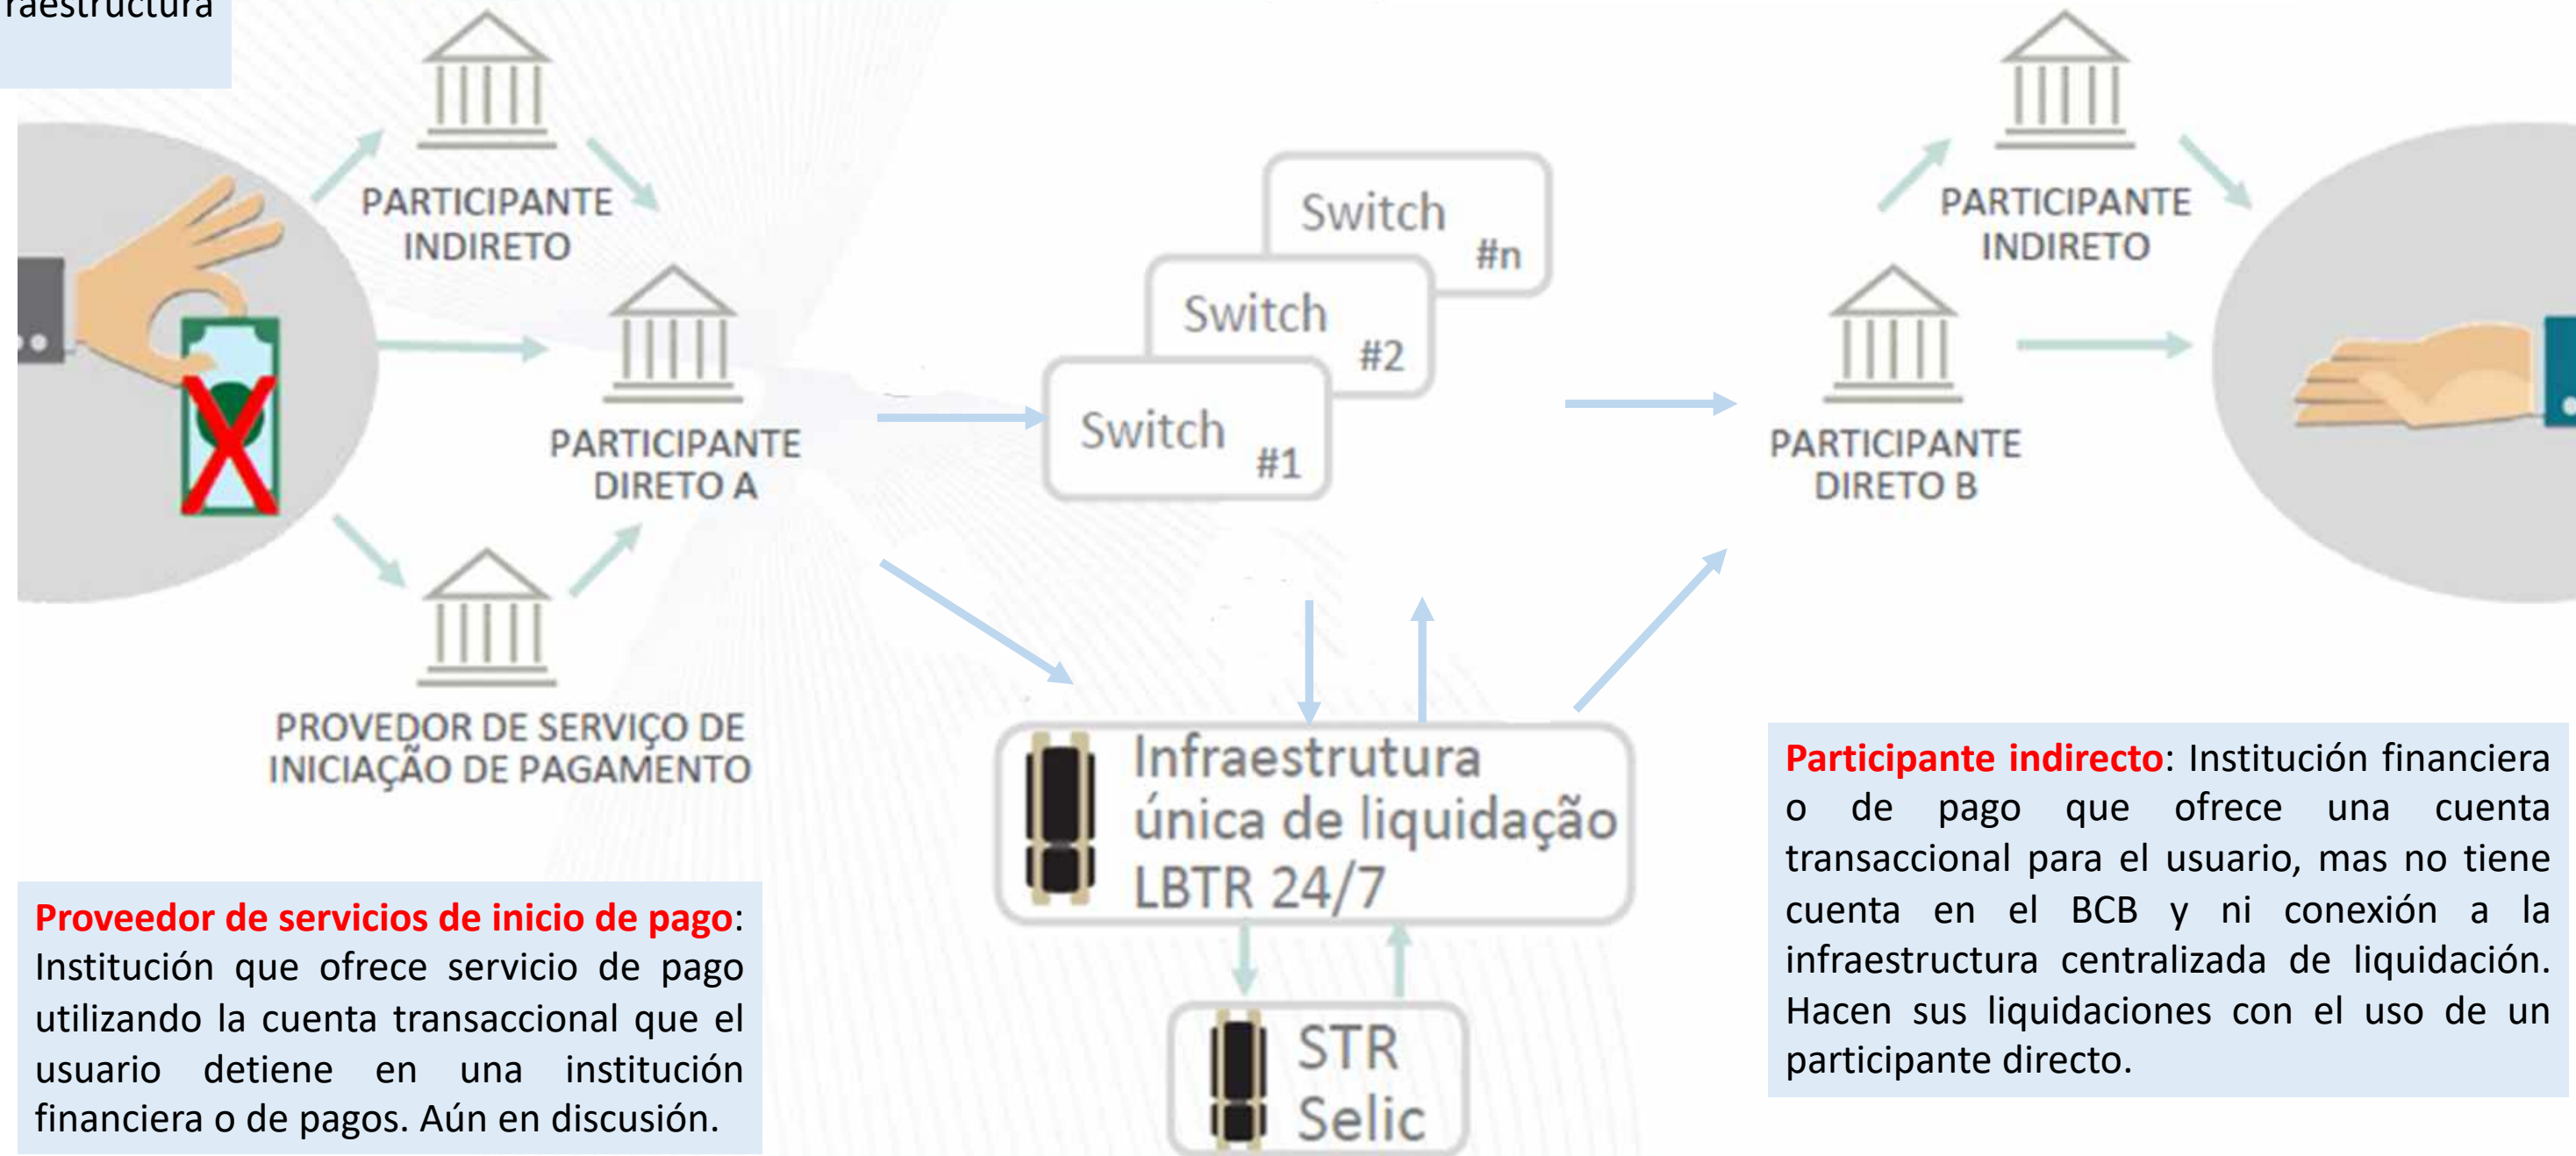 PARTICIPANTE
INDIRETO
PARTICIPANTE
DIRETO A
PROVEDOR DE SERVIÇO DE
INICIAÇÃO DE PAGAMENTO
Switch
#n
Switch
#2
Switch
#1
PARTICIPANTE
INDIRETO
PARTICIPANTE
DIRETO B
Infraestrutura
única de liquidação
LBTR 24/7
STR
Selic
Proveedor de servicios de inicio de pago:
Institución que ofrece servicio de pago
utilizando la cuenta transaccional que el
usuario detiene en una institución
financiera o de pagos. Aún en discusión.
Participante indirecto: Institución financiera
o de pago que ofrece una cuenta
transaccional para el usuario, mas no tiene
cuenta en el BCB y ni conexión a la
infraestructura centralizada de liquidación.
Hacen sus liquidaciones con el uso de un
participante directo.